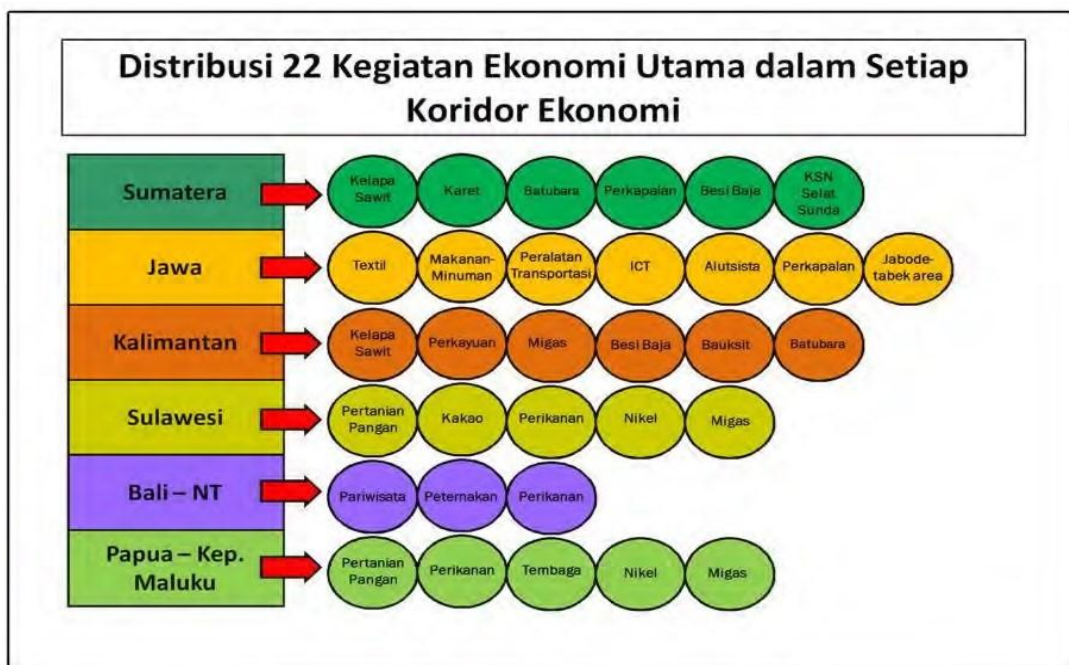 Distribusi 22 Kegiatan Ekonomi Utama dalam Setiap
Koridor Ekonomi
Sumatera
Kelapa
Sawit
Karet
Batubara
Perkapalan
Besi Baja
KSN
Selat
Sunda
Jawa
Textil
Makanan-
Minuman
Peralatan
Transportasi
ICT
Alutsista
Perkapalan
Jabode-
tabek area
Kalimantan
Kelapa
Sawit
Perkayuan
Migas
Besi Baja
Bauksit
Batubara
Sulawesi
Pertanian
Pangan
Kakao
Perikanan
Nikel
Migas
Bali – NT
Pariwisata
Peternakan
Perikanan
Papua – Kep.
Maluku
Pertanian
Pangan
Perikanan
Tembaga
Nikel
Migas